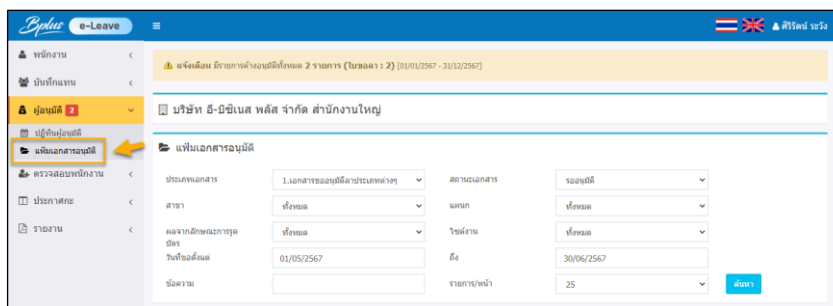 Bplus e-Leave
ศิริรัตน์ ระวัง
พนักงาน
แจ้งเตือน มีรายการค้างอนุมัติทั้งหมด 2 รายการ (ใบขอลา : 2) [01/01/2567 - 31/12/2567]
บันทึกแทน
ผู้อนุมัติ 2
บริษัท อี-บิซิเนส พลัส จำกัด สำนักงานใหญ่
ปฏิทินผู้อนุมัติ
แฟ้มเอกสารอนุมัติ
แฟ้มเอกสารอนุมัติ
ตรวจสอบพนักงาน
ประเภทเอกสาร 1.เอกสารขออนุมัติลาประเภทต่างๆ สถานะเอกสาร รออนุมัติ
ประกาศกะ
สาขา ทั้งหมด แผนก ทั้งหมด
รายงาน
ผลจากลักษณะการรูดบัตร ทั้งหมด ไซต์งาน ทั้งหมด
วันที่ขอตั้งแต่ 01/05/2567 ถึง 30/06/2567
ข้อความ รายการ/หน้า 25 ค้นหา